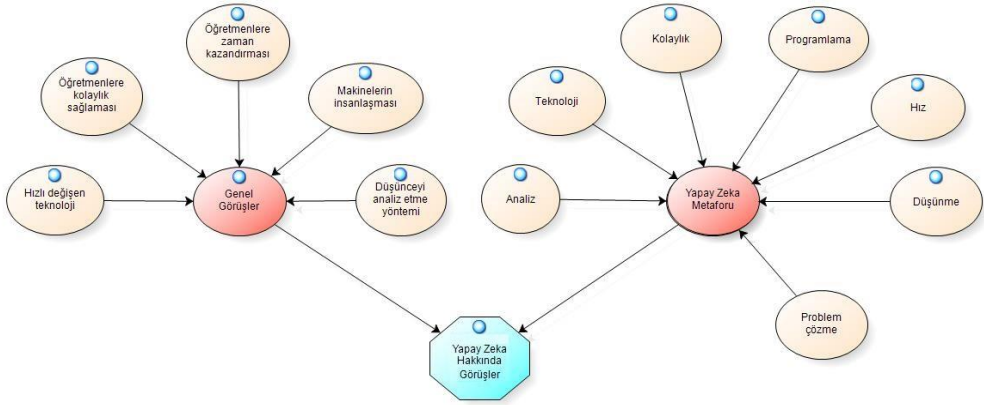 Öğretmenlere
zaman
kazandırması
Öğretmenlere
kolaylık
sağlaması
Makinelerin
insanlaşması
Hızlı değişen
teknoloji
Genel
Görüşler
Düşünceyi
analiz etme
yöntemi
Kolaylık
Programlama
Teknoloji
Hız
Analiz
Yapay Zeka
Metaforu
Düşünme
Problem
çözme
Yapay Zeka
Hakkında
Görüşler